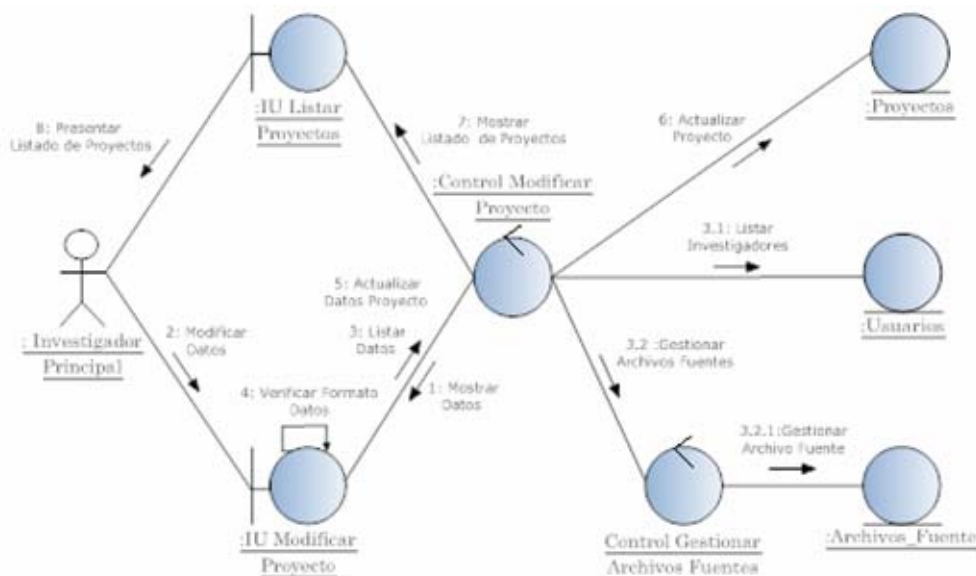 :IU Listar
Proyectos
:Proyectos
8: Presentar
Listado de Proyectos
7: Mostrar
Listado de Proyectos
6: Actualizar
Proyecto
:Control Modificar
Proyecto
3.1: Listar
Investigadores
:Usuarios
: Investigador
Principal
2: Modificar
Datos
5: Actualizar
Datos Proyecto
3: Listar
Datos
3.2 :Gestionar
Archivos Fuentes
4: Verificar Formato
Datos
1: Mostrar
Datos
3.2.1:Gestionar
Archivo Fuente
:IU Modificar
Proyecto
Control Gestionar
Archivos Fuentes
:Archivos_Fuente